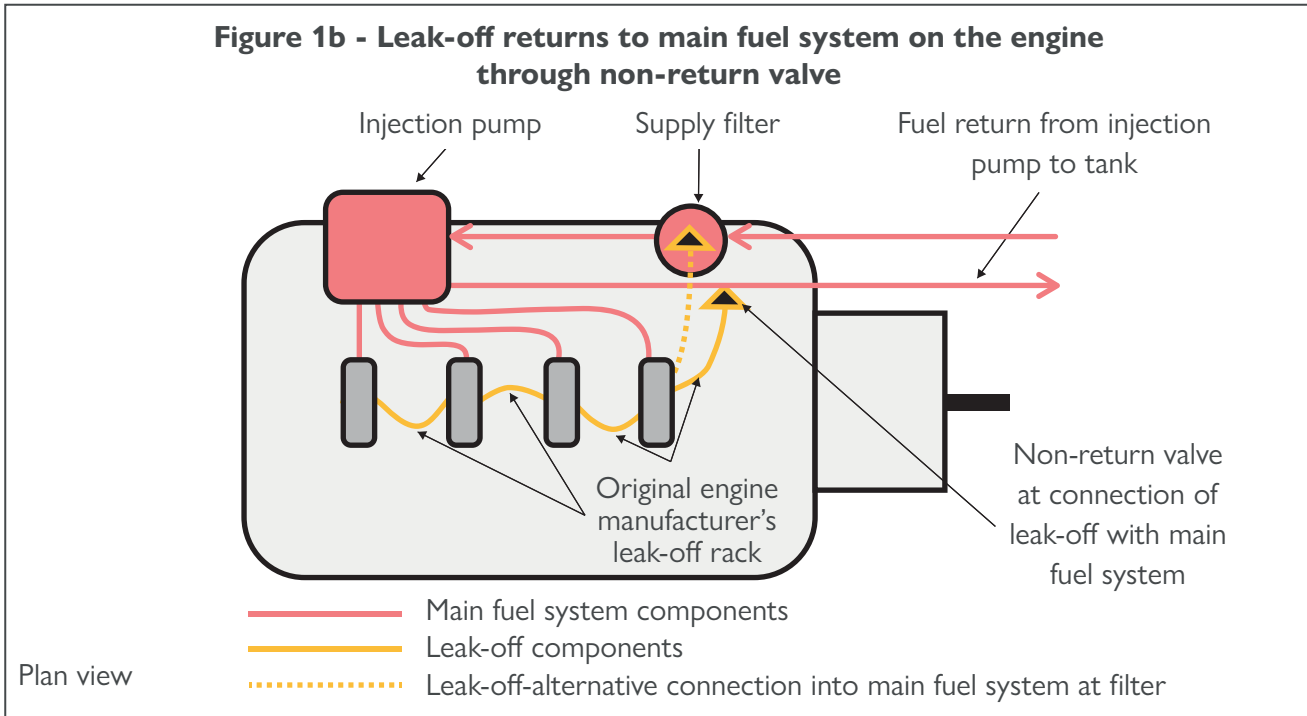 Figure 1b - Leak-off returns to main fuel system on the engine
through non-return valve
Injection pump
Supply filter
Fuel return from injection
pump to tank
Original engine
manufacturer’s
leak-off rack
Non-return valve
at connection of
leak-off with main
fuel system
Main fuel system components
Leak-off components
Leak-off-alternative connection into main fuel system at filter
Plan view